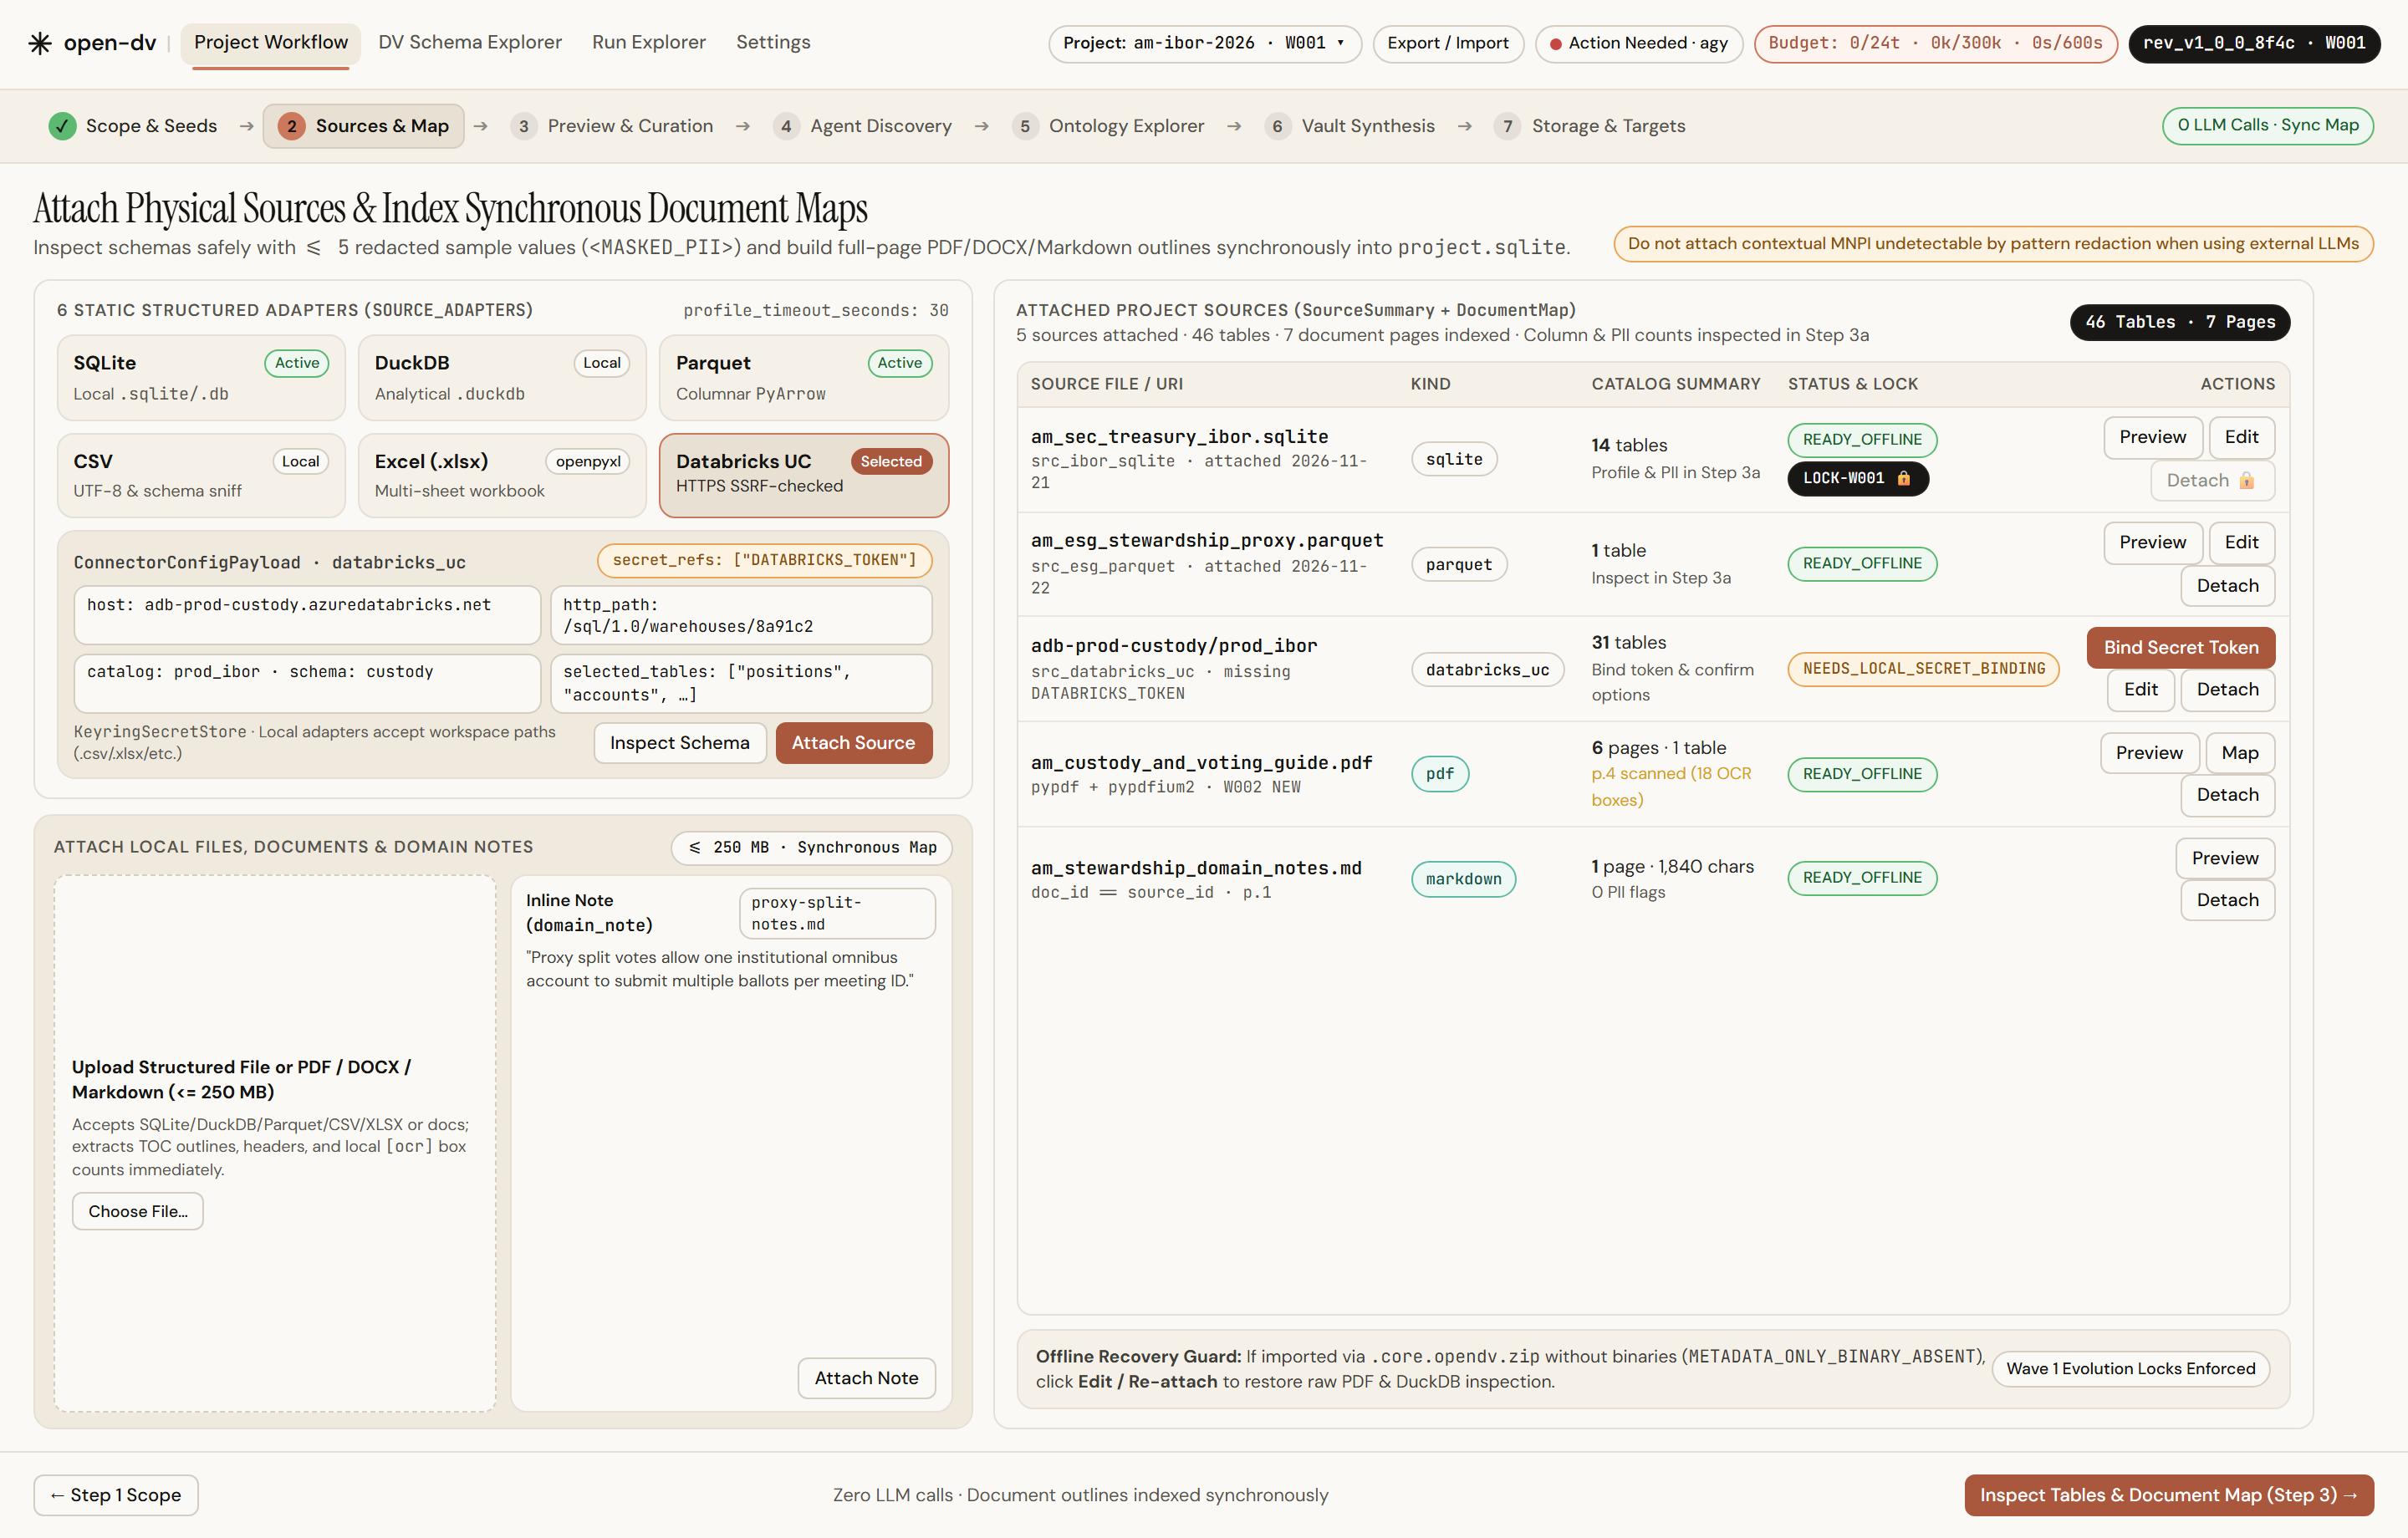 open-dv
Project Workflow
DV Schema Explorer
Run Explorer
Settings
Project: am-ibor-2026 · W001 ▾
Export / Import
Action Needed · agy
Budget: 0/24t · 0k/300k · 0s/600s
rev_v1_0_0_8f4c · W001
✓ Scope & Seeds →
2 Sources & Map →
3 Preview & Curation →
4 Agent Discovery →
5 Ontology Explorer →
6 Vault Synthesis →
7 Storage & Targets
0 LLM Calls · Sync Map
Attach Physical Sources & Index Synchronous Document Maps
Inspect schemas safely with ≤ 5 redacted sample values (<MASKED_PII>) and build full-page PDF/DOCX/Markdown outlines synchronously into project.sqlite.
Do not attach contextual MNPI undetectable by pattern redaction when using external LLMs
6 STATIC STRUCTURED ADAPTERS (SOURCE_ADAPTERS)
profile_timeout_seconds: 30
SQLite
Active
Local .sqlite/.db
DuckDB
Local
Analytical .duckdb
Parquet
Active
Columnar PyArrow
CSV
Local
UTF-8 & schema sniff
Excel (.xlsx)
openpyxl
Multi-sheet workbook
Databricks UC
Selected
HTTPS SSRF-checked
ConnectorConfigPayload · databricks_uc
secret_refs: ["DATABRICKS_TOKEN"]
host: adb-prod-custody.azuredatabricks.net
http_path:
/sql/1.0/warehouses/8a91c2
catalog: prod_ibor · schema: custody
selected_tables: ["positions",
"accounts", …]
KeyringSecretStore · Local adapters accept workspace paths
(.csv/.xlsx/etc.)
Inspect Schema
Attach Source
ATTACH LOCAL FILES, DOCUMENTS & DOMAIN NOTES
≤ 250 MB · Synchronous Map
Upload Structured File or PDF / DOCX /
Markdown (<= 250 MB)
Accepts SQLite/DuckDB/Parquet/CSV/XLSX or docs;
extracts TOC outlines, headers, and local [ocr] box
counts immediately.
Choose File…
Inline Note
(domain_note)
proxy-split-
notes.md
"Proxy split votes allow one institutional omnibus
account to submit multiple ballots per meeting ID."
Attach Note
ATTACHED PROJECT SOURCES (SourceSummary + DocumentMap)
5 sources attached · 46 tables · 7 document pages indexed · Column & PII counts inspected in Step 3a
46 Tables · 7 Pages
SOURCE FILE / URI
KIND
CATALOG SUMMARY
STATUS & LOCK
ACTIONS
am_sec_treasury_ibor.sqlite
src_ibor_sqlite · attached 2026-11-
21
sqlite
14 tables
Profile & PII in Step 3a
READY_OFFLINE
LOCK-W001 🔒
Preview
Edit
Detach 🔒
am_esg_stewardship_proxy.parquet
src_esg_parquet · attached 2026-11-
22
parquet
1 table
Inspect in Step 3a
READY_OFFLINE
Preview
Edit
Detach
adb-prod-custody/prod_ibor
src_databricks_uc · missing
DATABRICKS_TOKEN
databricks_uc
31 tables
Bind token & confirm
options
NEEDS_LOCAL_SECRET_BINDING
Bind Secret Token
Edit
Detach
am_custody_and_voting_guide.pdf
pypdf + pypdfium2 · W002 NEW
pdf
6 pages · 1 table
p.4 scanned (18 OCR
boxes)
READY_OFFLINE
Preview
Map
Detach
am_stewardship_domain_notes.md
doc_id == source_id · p.1
markdown
1 page · 1,840 chars
0 PII flags
READY_OFFLINE
Preview
Detach
Offline Recovery Guard: If imported via .core.opendv.zip without binaries (METADATA_ONLY_BINARY_ABSENT),
click Edit / Re-attach to restore raw PDF & DuckDB inspection.
Wave 1 Evolution Locks Enforced
← Step 1 Scope
Zero LLM calls · Document outlines indexed synchronously
Inspect Tables & Document Map (Step 3) →